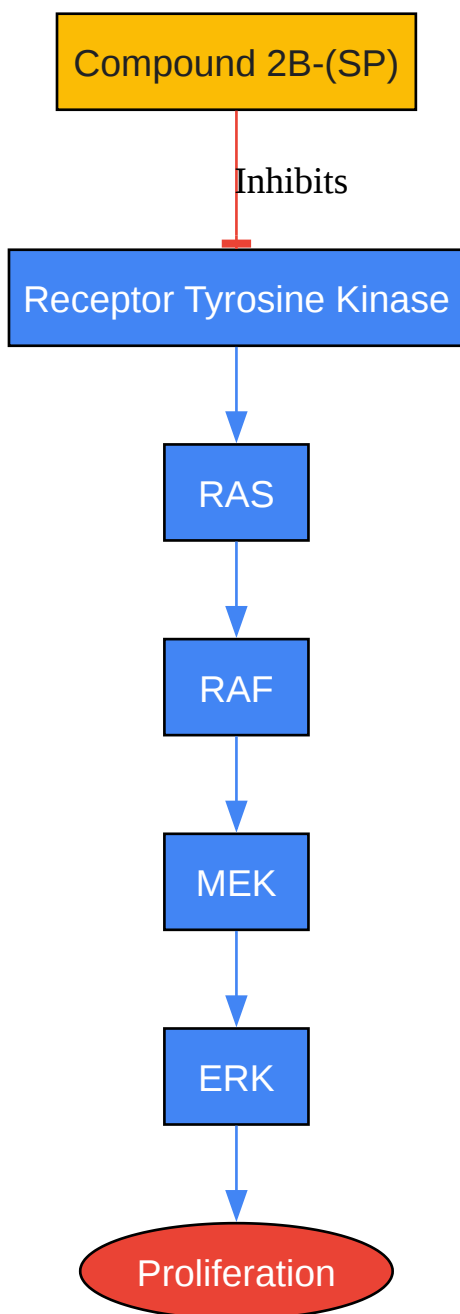 Compound 2B-(SP)
Inhibits
Receptor Tyrosine Kinase
RAS
RAF
MEK
ERK
Proliferation